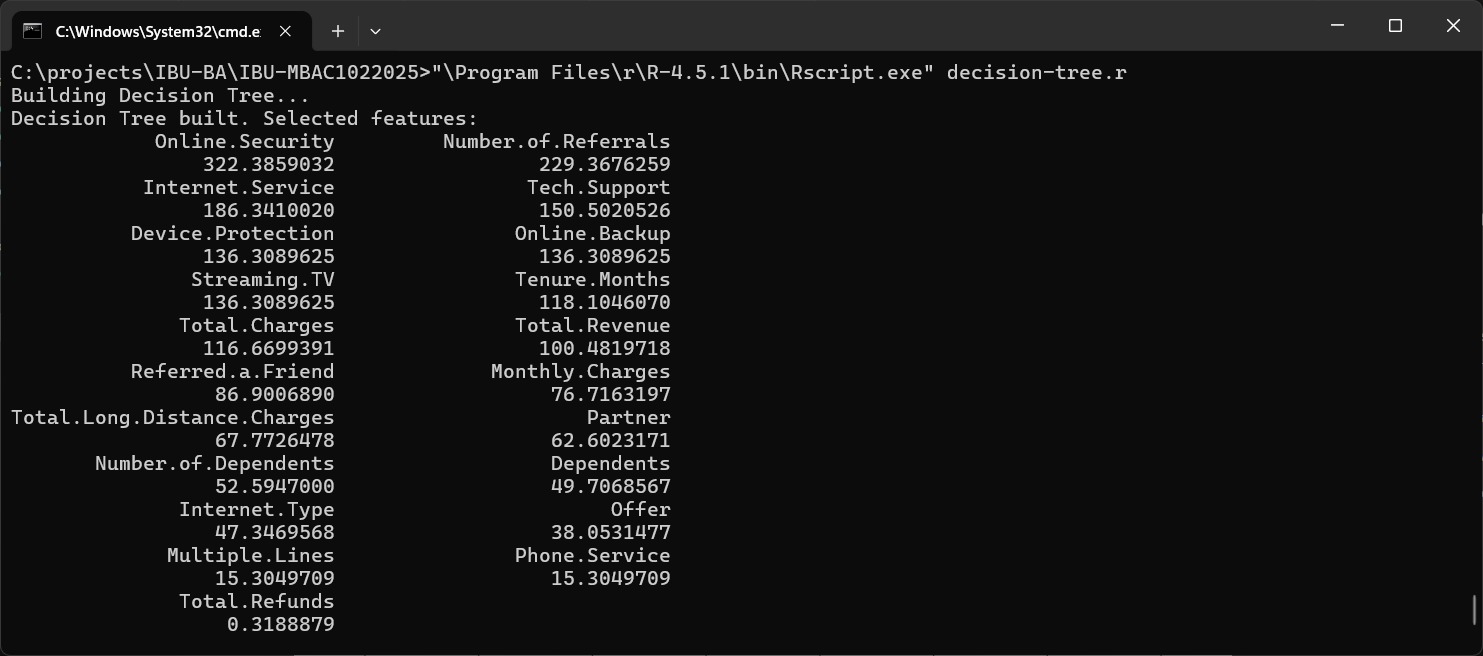 C:\Windows\System32\cmd.e
C:\projects\IBU-BA\IBU-MBAC1022025>"\Program Files\r\R-4.5.1\bin\Rscript.exe" decision-tree.r
Building Decision Tree...
Decision Tree built. Selected features:
Online.Security Number.of.Referrals
322.3859032 229.3676259
Internet.Service Tech.Support
186.3410020 150.5020526
Device.Protection Online.Backup
136.3089625 136.3089625
Streaming.TV Tenure.Months
136.3089625 118.1046070
Total.Charges Total.Revenue
116.6699391 100.4819718
Referred.a.Friend Monthly.Charges
86.9006890 76.7163197
Total.Long.Distance.Charges Partner
67.7726478 62.6023171
Number.of.Dependents Dependents
52.5947000 49.7068567
Internet.Type Offer
47.3469568 38.0531477
Multiple.Lines Phone.Service
15.3049709 15.3049709
Total.Refunds
0.3188879